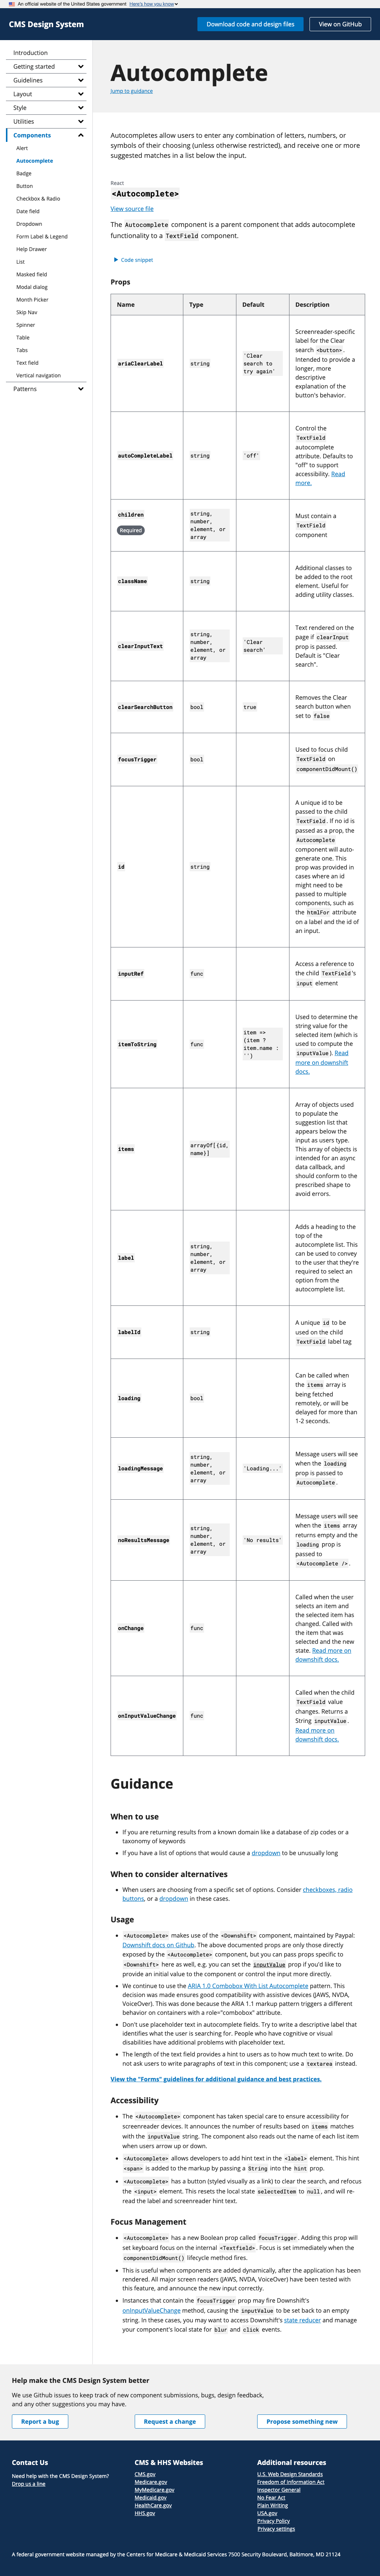 An official website of the United States government Here's how you know
CMS Design System
Download code and design files
View on GitHub
Introduction
Getting started
Guidelines
Layout
Style
Utilities
Components
Alert
Autocomplete
Badge
Button
Checkbox & Radio
Date field
Dropdown
Form Label & Legend
Help Drawer
List
Masked field
Modal dialog
Month Picker
Skip Nav
Spinner
Table
Tabs
Text field
Vertical navigation
Patterns
Autocomplete
Jump to guidance
Autocompletes allow users to enter any combination of letters, numbers, or
symbols of their choosing (unless otherwise restricted), and receive one or more
suggested matches in a list below the input.
React
<Autocomplete>
View source file
The Autocomplete component is a parent component that adds autocomplete
functionality to a TextField component.
Code snippet
Props
Name Type Default Description
ariaClearLabel
string
'Clear
search to
try again'
Screenreader-specific
label for the Clear
search <button>.
Intended to provide a
longer, more
descriptive
explanation of the
button's behavior.
autoCompleteLabel
string
'off'
Control the
TextField
autocomplete
attribute. Defaults to
"off" to support
accessibility. Read
more.
children
Required
string,
number,
element, or
array
Must contain a
TextField
component
className
string
Additional classes to
be added to the root
element. Useful for
adding utility classes.
clearInputText
string,
number,
element, or
array
'Clear
search'
Text rendered on the
page if clearInput
prop is passed.
Default is "Clear
search".
clearSearchButton
bool
true
Removes the Clear
search button when
set to false
focusTrigger
bool
Used to focus child
TextField on
componentDidMount()
id
string
A unique id to be
passed to the child
TextField. If no id is
passed as a prop, the
Autocomplete
component will auto-
generate one. This
prop was provided in
cases where an id
might need to be
passed to multiple
components, such as
the htmlFor attribute
on a label and the id of
an input.
inputRef
func
Access a reference to
the child TextField's
input element
itemToString
func
item =>
(item ?
item.name :
'')
Used to determine the
string value for the
selected item (which is
used to compute the
inputValue). Read
more on downshift
docs.
items
arrayOf[{id,
name}]
Array of objects used
to populate the
suggestion list that
appears below the
input as users type.
This array of objects is
intended for an async
data callback, and
should conform to the
prescribed shape to
avoid errors.
label
string,
number,
element, or
array
Adds a heading to the
top of the
autocomplete list. This
can be used to convey
to the user that they're
required to select an
option from the
autocomplete list.
labelId
string
A unique id to be
used on the child
TextField label tag
loading
bool
Can be called when
the items array is
being fetched
remotely, or will be
delayed for more than
1-2 seconds.
loadingMessage
string,
number,
element, or
array
'Loading...'
Message users will see
when the loading
prop is passed to
Autocomplete.
noResultsMessage
string,
number,
element, or
array
'No results'
Message users will see
when the items array
returns empty and the
loading prop is
passed to
<Autocomplete />.
onChange
func
Called when the user
selects an item and
the selected item has
changed. Called with
the item that was
selected and the new
state. Read more on
downshift docs.
onInputValueChange
func
Called when the child
TextField value
changes. Returns a
String inputValue.
Read more on
downshift docs.
Guidance
When to use
• If you are returning results from a known domain like a database of zip codes or a
taxonomy of keywords
• If you have a list of options that would cause a dropdown to be unusually long
When to consider alternatives
• When users are choosing from a specific set of options. Consider checkboxes, radio
buttons, or a dropdown in these cases.
Usage
• <Autocomplete> makes use of the <Downshift> component, maintained by Paypal:
Downshift docs on Github. The above documented props are only those directly
exposed by the <Autocomplete> component, but you can pass props specific to
<Downshift> here as well, e.g. you can set the inputValue prop if you'd like to
provide an initial value to the component or control the input more directly.
• We continue to use the ARIA 1.0 Combobox With List Autocomplete pattern. This
decision was made ensures good compatibility with assistive devices (JAWS, NVDA,
VoiceOver). This was done because the ARIA 1.1 markup pattern triggers a different
behavior on containers with a role="combobox" attribute.
• Don't use placeholder text in autocomplete fields. Try to write a descriptive label that
identifies what the user is searching for. People who have cognitive or visual
disabilities have additional problems with placeholder text.
• The length of the text field provides a hint to users as to how much text to write. Do
not ask users to write paragraphs of text in this component; use a textarea instead.
View the "Forms" guidelines for additional guidance and best practices.
Accessibility
• The <Autocomplete> component has taken special care to ensure accessibility for
screenreader devices. It announces the number of results based on items matches
with the inputValue string. The component also reads out the name of each list item
when users arrow up or down.
• <Autocomplete> allows developers to add hint text in the <label> element. This hint
<span> is added to the markup by passing a String into the hint prop.
• <Autocomplete> has a button (styled visually as a link) to clear the search, and refocus
the <input> element. This resets the local state selectedItem to null, and will re-
read the label and screenreader hint text.
Focus Management
• <Autocomplete> has a new Boolean prop called focusTrigger. Adding this prop will
set keyboard focus on the internal <Textfield>. Focus is set immediately when the
componentDidMount() lifecycle method fires.
• This is useful when components are added dynamically, after the application has been
rendered. All major screen readers (JAWS, NVDA, VoiceOver) have been tested with
this feature, and announce the new input correctly.
• Instances that contain the focusTrigger prop may fire Downshift's
onInputValueChange method, causing the inputValue to be set back to an empty
string. In these cases, you may want to access Downshift's state reducer and manage
your component's local state for blur and click events.
Help make the CMS Design System better
We use Github issues to keep track of new component submissions, bugs, design feedback,
and any other suggestions you may have.
Report a bug
Request a change
Propose something new
Contact Us
Need help with the CMS Design System?
Drop us a line
CMS & HHS Websites
CMS.gov
Medicare.gov
MyMedicare.gov
Medicaid.gov
HealthCare.gov
HHS.gov
Additional resources
U.S. Web Design Standards
Freedom of Information Act
Inspector General
No Fear Act
Plain Writing
USA.gov
Privacy Policy
Privacy settings
A federal government website managed by the Centers for Medicare & Medicaid Services 7500 Security Boulevard, Baltimore, MD 21124